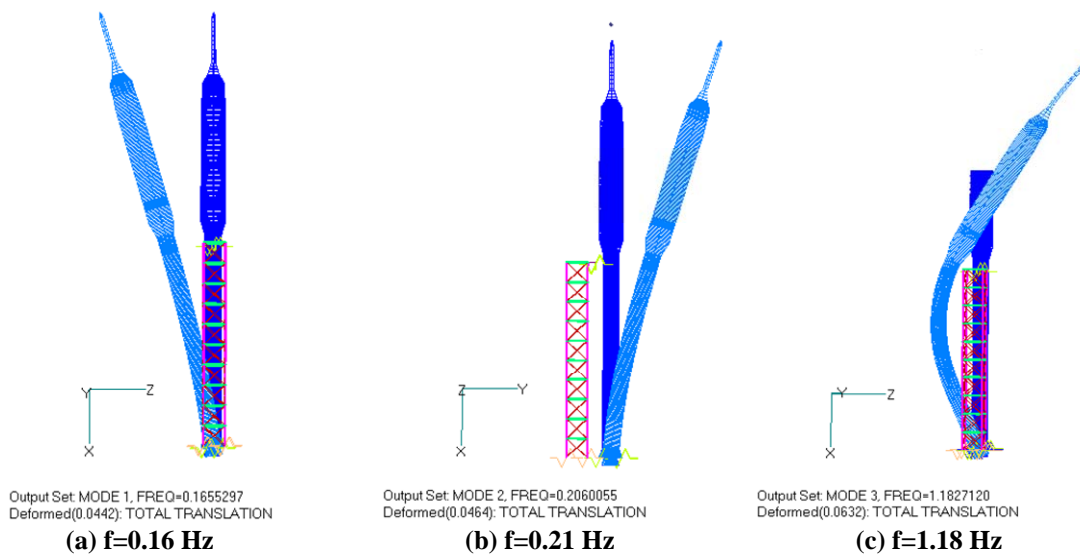 Y
Z
X
Z
Y
X
Y
Z
X
Output Set: MODE 1, FREQ=0.1655297
Deformed(0.0442): TOTAL TRANSLATION
(a) f=0.16 Hz
Output Set: MODE 2, FREQ=0.2060055
Deformed(0.0464): TOTAL TRANSLATION
(b) f=0.21 Hz
Output Set: MODE 3, FREQ=1.1827120
Deformed(0.0632): TOTAL TRANSLATION
(c) f=1.18 Hz